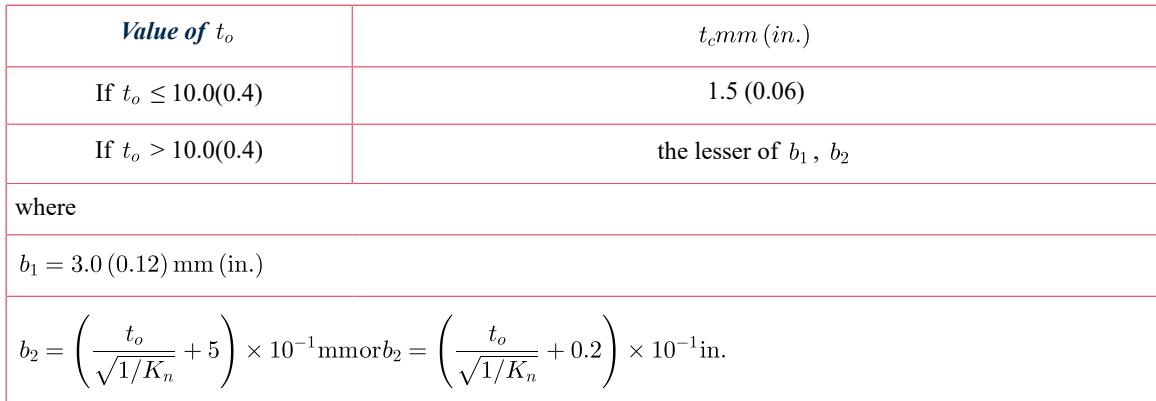 Value of t_o t_c mm (in.)
If t_o ≤ 10.0(0.4) 1.5 (0.06)
If t_o > 10.0(0.4) the lesser of b_1 , b_2
where
b_1 = 3.0 (0.12) mm (in.)
b_2 = ( t_o / √(1/K_n) + 5 ) × 10^{-1} mmorb_2 = ( t_o / √(1/K_n) + 0.2 ) × 10^{-1} in.